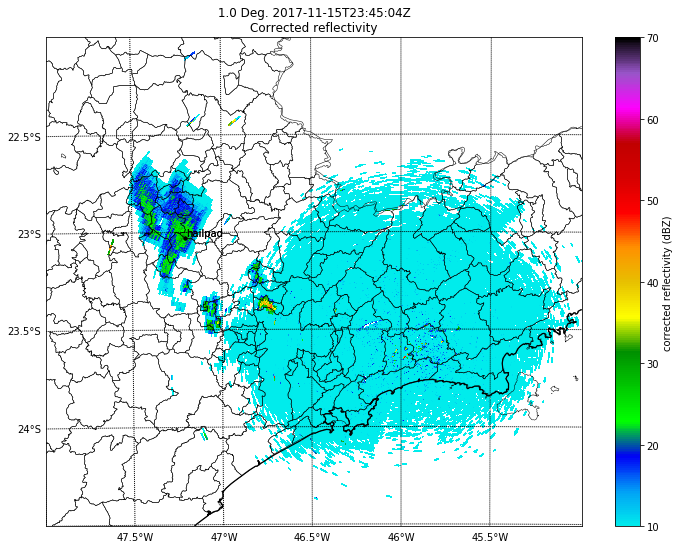 1.0 Deg. 2017-11-15T23:45:04Z
Corrected reflectivity
22.5°S
23°S
23.5°S
24°S
hailpad
47.5°W
47°W
46.5°W
46°W
45.5°W
70
60
50
40
30
20
10
corrected reflectivity (dBZ)